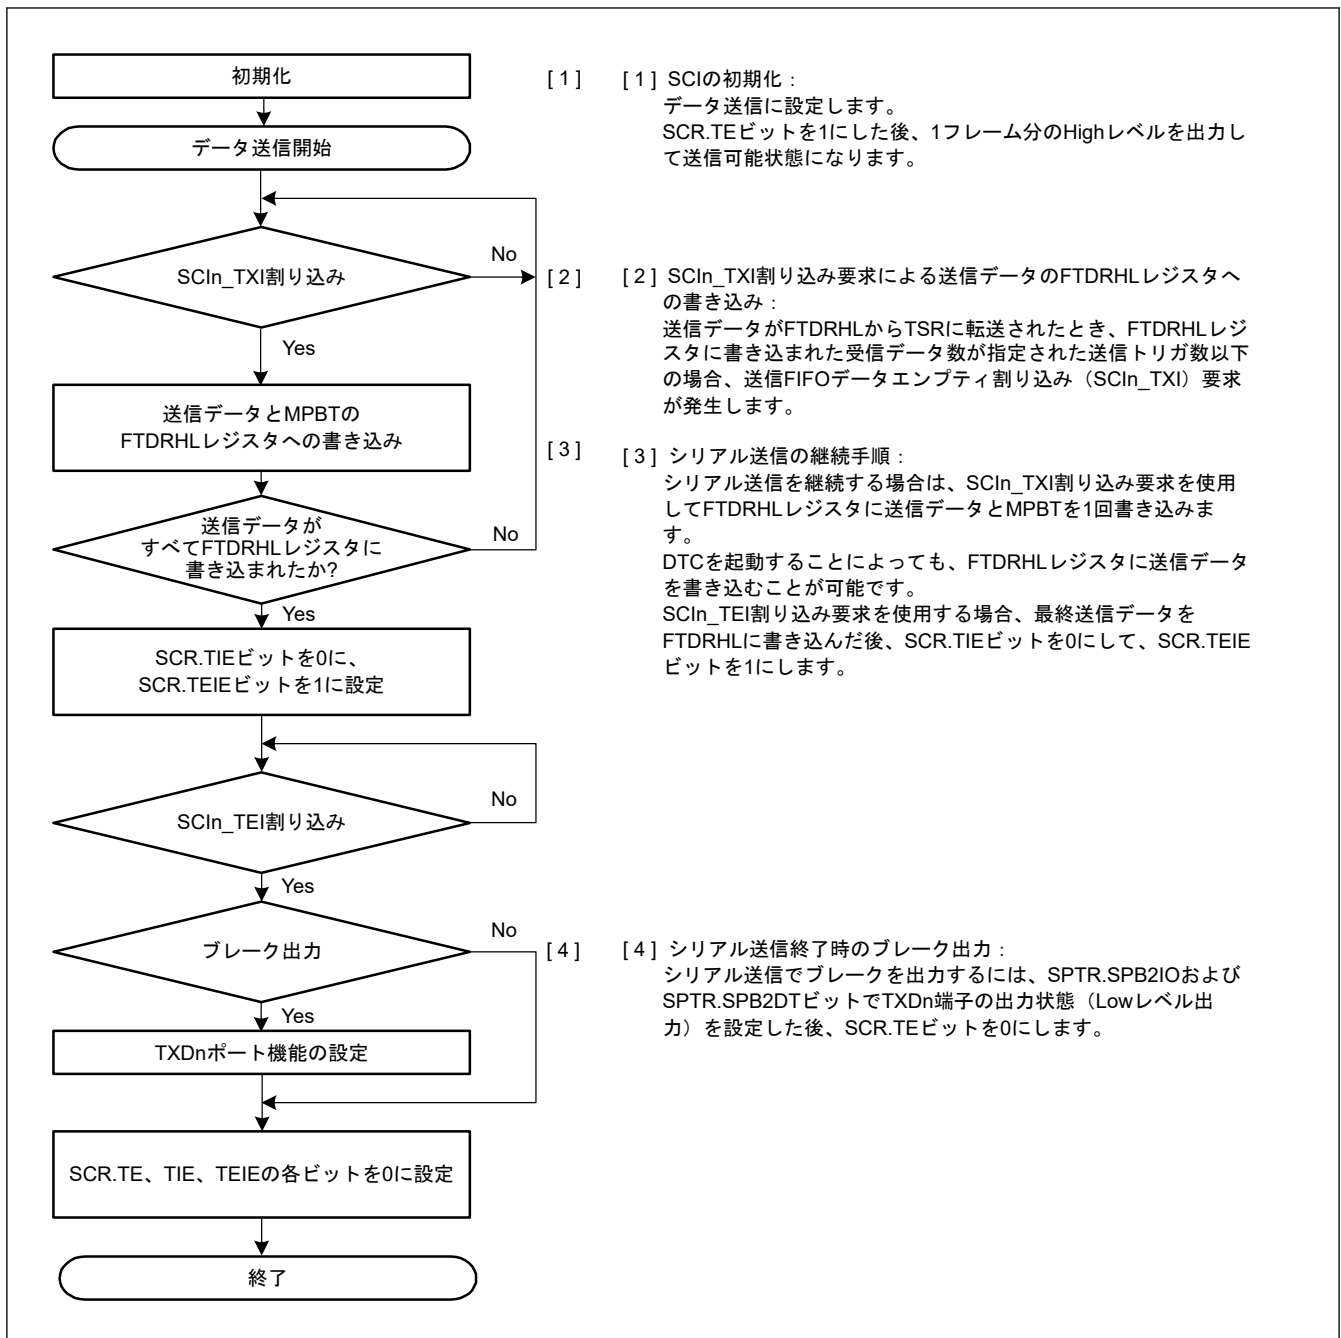 初期化
[ 1 ]
[ 1 ] SCIの初期化：
データ送信に設定します。
SCR.TEビットを1にした後、1フレーム分のHighレベルを出力し
て送信可能状態になります。
データ送信開始
SCIn_TXI割り込み
No
Yes
[ 2 ]
[ 2 ] SCIn_TXI割り込み要求による送信データのFTDRHLレジスタへ
の書き込み：
送信データがFTDRHLからTSRに転送されたとき、FTDRHLレジ
スタに書き込まれた受信データ数が指定された送信トリガ数以下
の場合、送信FIFOデータエンプティ割り込み（SCIn_TXI）要求
が発生します。
送信データとMPBTの
FTDRHLレジスタへの書き込み
[ 3 ]
[ 3 ] シリアル送信の継続手順：
シリアル送信を継続する場合は、SCIn_TXI割り込み要求を使用
してFTDRHLレジスタに送信データとMPBTを1回書き込みま
す。
DTCを起動することによっても、FTDRHLレジスタに送信データ
を書き込むことが可能です。
SCIn_TEI割り込み要求を使用する場合、最終送信データを
FTDRHLに書き込んだ後、SCR.TIEビットを0にして、SCR.TEIE
ビットを1にします。
送信データが
すべてFTDRHLレジスタに
書き込まれたか?
No
Yes
SCR.TIEビットを0に、
SCR.TEIEビットを1に設定
SCIn_TEI割り込み
No
Yes
ブレーク出力
No
Yes
[ 4 ]
[ 4 ] シリアル送信終了時のブレーク出力：
シリアル送信でブレークを出力するには、SPTR.SPB2IOおよび
SPTR.SPB2DTビットでTXDn端子の出力状態（Lowレベル出
力）を設定した後、SCR.TEビットを0にします。
TXDnポート機能の設定
SCR.TE、TIE、TEIEの各ビットを0に設定
終了